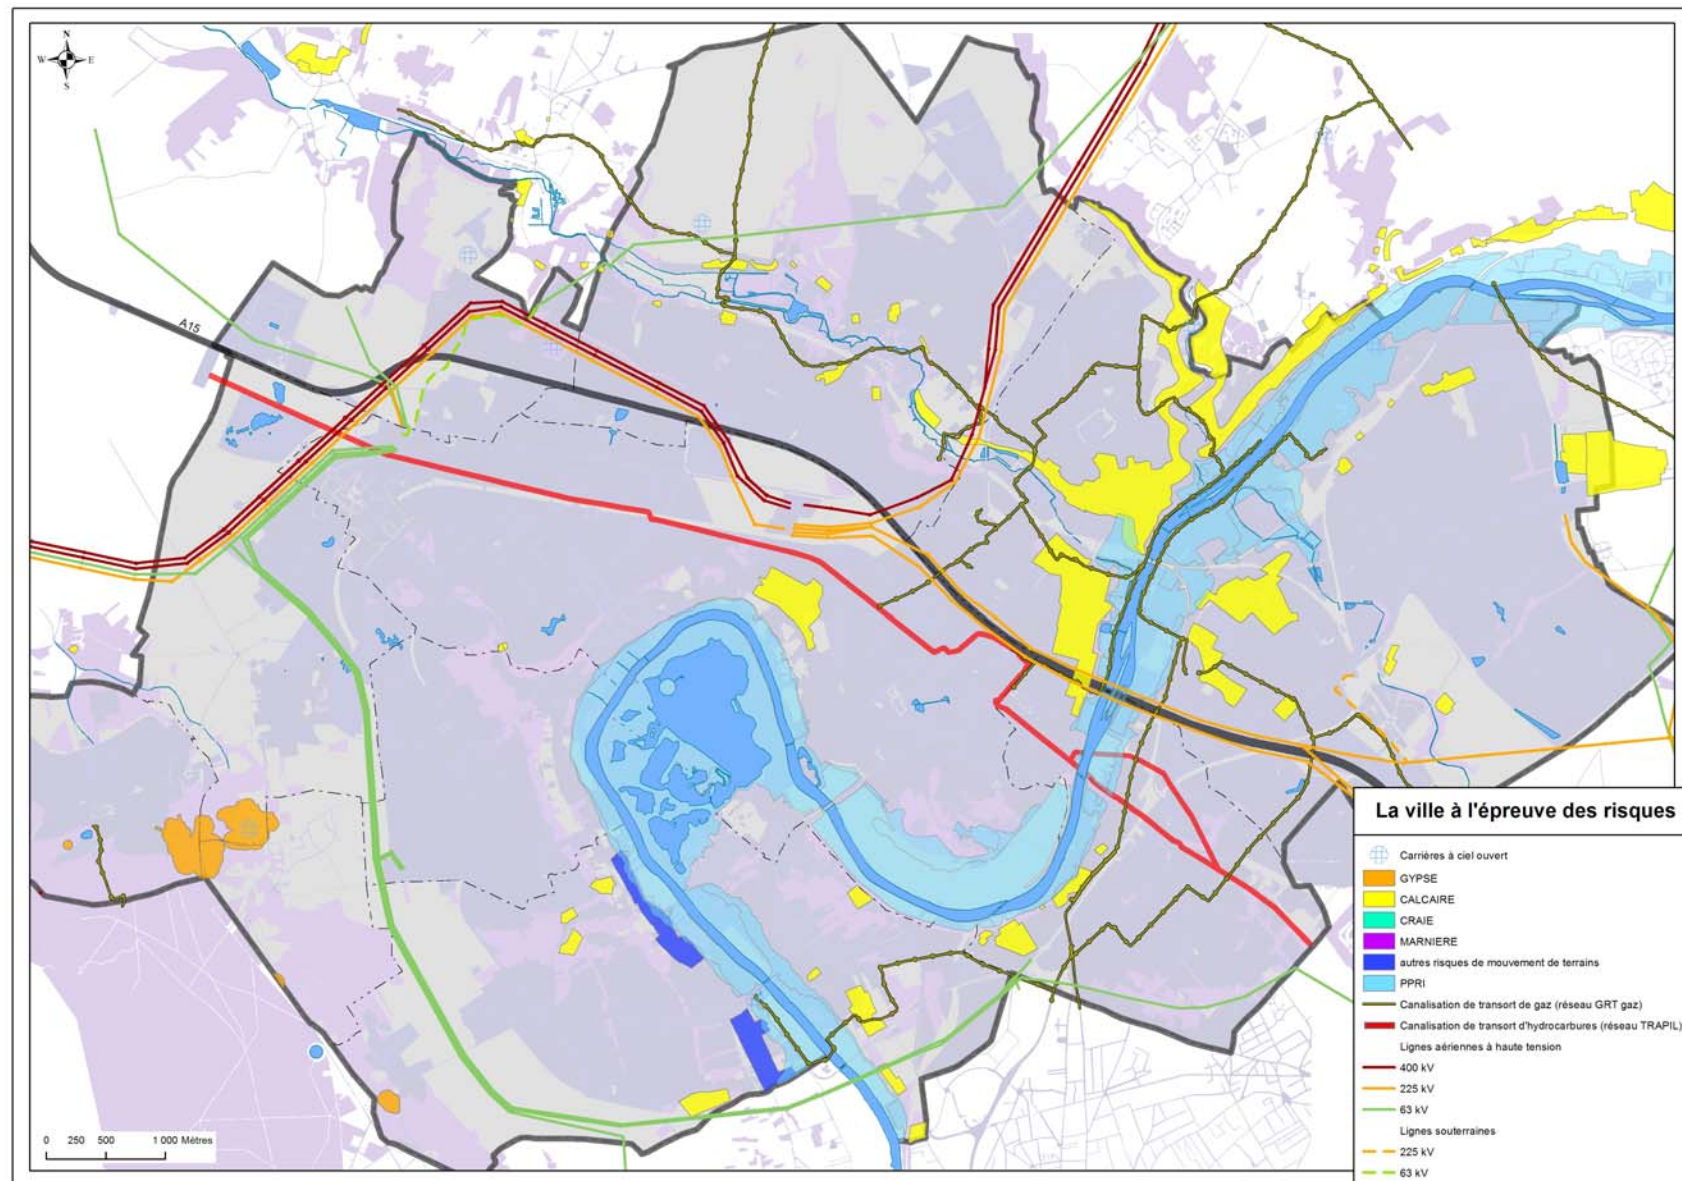 N
W E
S
A15
La ville à l'épreuve des risques
Carrières à ciel ouvert
GYPSE
CALCAIRE
CRAIE
MARNIERE
autres risques de mouvement de terrains
PPRI
Canalisation de transort de gaz (réseau GRT gaz)
Canalisation de transort d'hydrocarbures (réseau TRAPIL)
Lignes aériennes à haute tension
400 kV
225 kV
63 kV
Lignes souterraines
225 kV
63 kV
0 250 500 1 000 Mètres